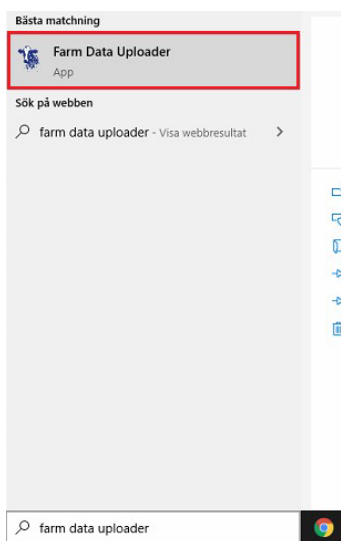 Bästa matchning
Farm Data Uploader
App
Sök på webben
farm data uploader - Visa webbresultat
farm data uploader